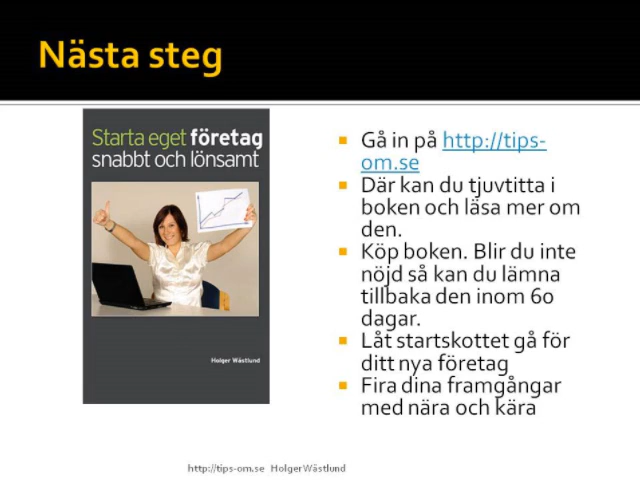 Nästa steg
Starta eget företag
snabbt och lönsamt
Holger Wästlund
Gå in på http://tips-
om.se
Där kan du tjuvtitta i
boken och läsa mer om
den.
Köp boken. Blir du inte
nöjd så kan du lämna
tillbaka den inom 60
dagar.
Låt startskottet gå för
ditt nya företag
Fira dina framgångar
med nära och kära
http://tips-om.se Holger Wästlund